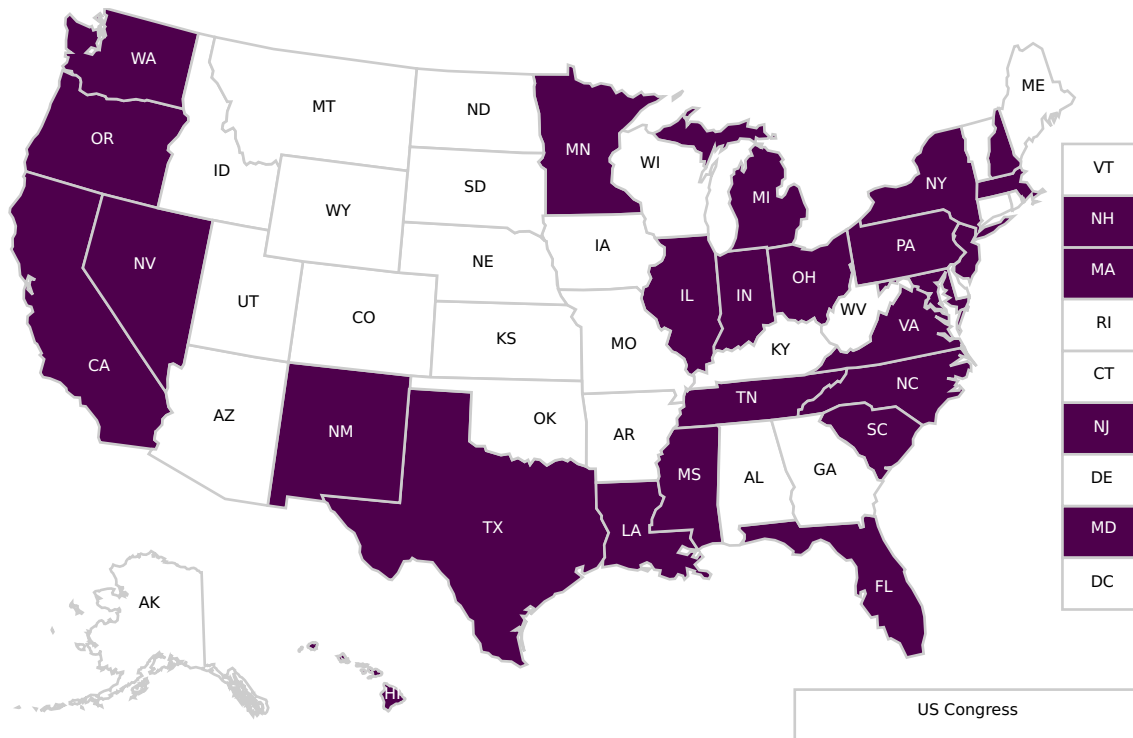 WA
OR
CA
NV
ID
MT
WY
UT
AZ
CO
NM
ND
SD
NE
KS
OK
TX
MN
IA
MO
AR
LA
WI
IL
MI
IN
OH
KY
TN
MS
AL
GA
FL
SC
NC
VA
WV
PA
NY
ME
VT
NH
MA
RI
CT
NJ
DE
MD
DC
AK
HI
US Congress